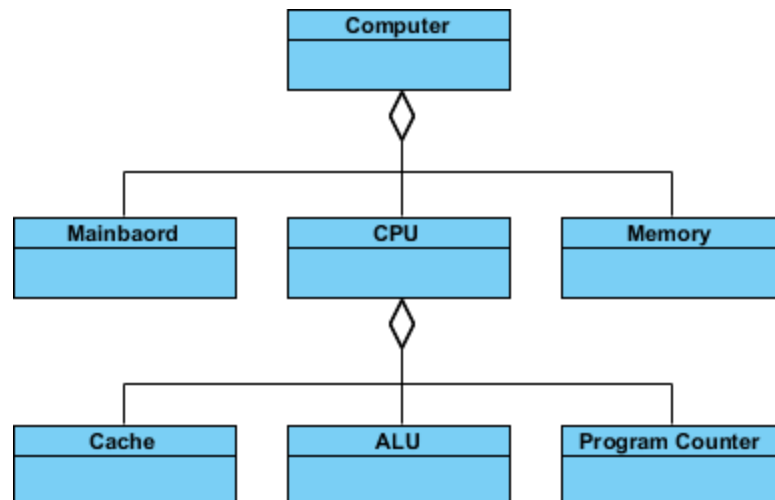 Computer
Mainbaord
CPU
Memory
Cache
ALU
Program Counter